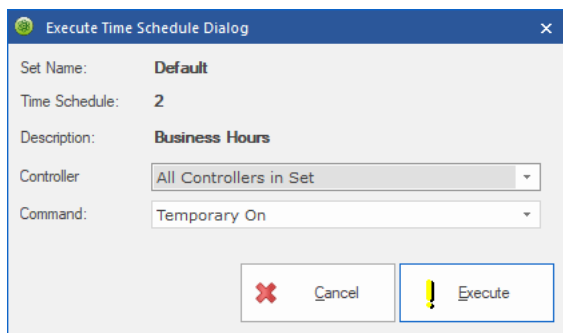 Execute Time Schedule Dialog
Set Name: Default
Time Schedule: 2
Description: Business Hours
Controller All Controllers in Set
Command: Temporary On
Cancel Execute